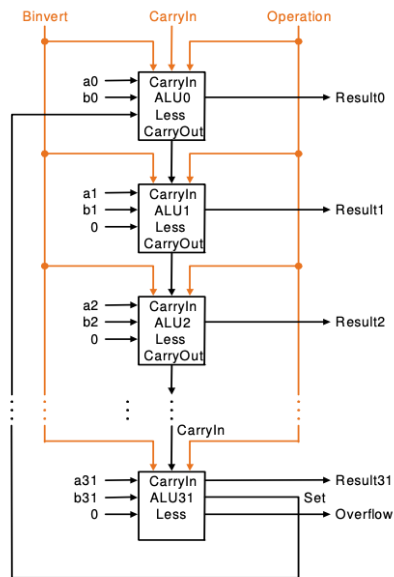 Binvert CarryIn Operation
a0 CarryIn
b0 ALU0 Result0
Less
CarryOut
a1 CarryIn
b1 ALU1 Result1
0 Less
CarryOut
a2 CarryIn
b2 ALU2 Result2
0 Less
CarryOut
CarryIn
a31 CarryIn Result31
b31 ALU31 Set
0 Less Overflow